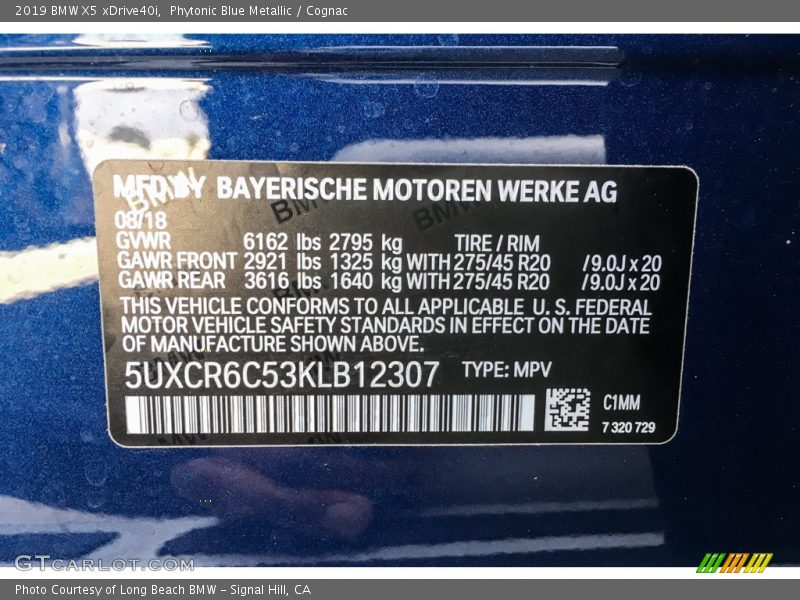 2019 BMW X5 xDrive40i, Phytonic Blue Metallic / Cognac
MFD BY BAYERISCHE MOTOREN WERKE AG
08/18
GVWR 6162 lbs 2795 kg TIRE / RIM
GAWR FRONT 2921 lbs 1325 kg WITH 275/45 R20 /9.0J x 20
GAWR REAR 3616 lbs 1640 kg WITH 275/45 R20 /9.0J x 20
THIS VEHICLE CONFORMS TO ALL APPLICABLE U. S. FEDERAL
MOTOR VEHICLE SAFETY STANDARDS IN EFFECT ON THE DATE
OF MANUFACTURE SHOWN ABOVE.
5UXCR6C53KLB12307 TYPE: MPV
C1MM
7 320 729
GTCarLot.com
Photo Courtesy of Long Beach BMW – Signal Hill, CA